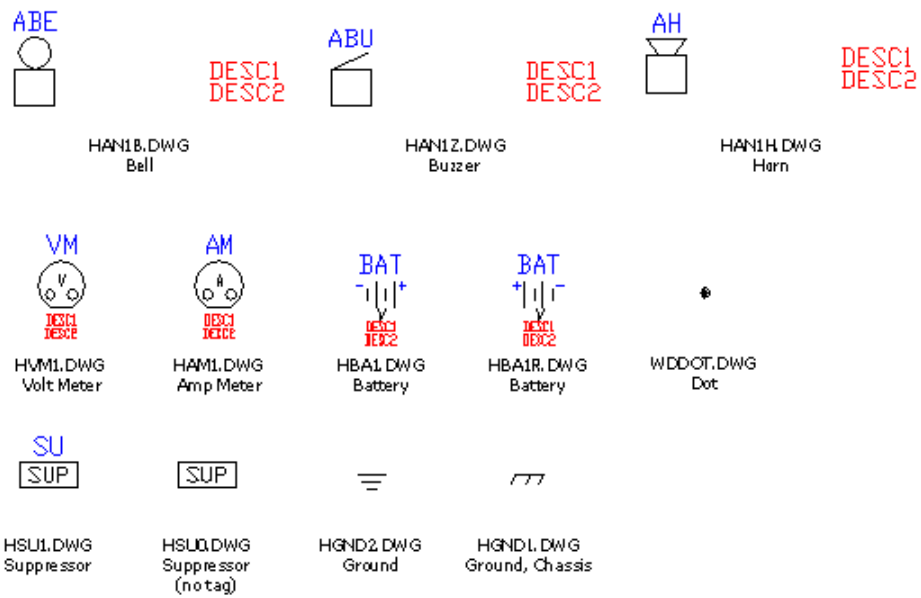 ABE
ABU
AH
DESC1
DESC2
DESC1
DESC2
DESC1
DESC2
HAN1B.DWG
Bell
HAN1Z.DWG
Buzzer
HAN1H.DWG
Horn
VM
AM
BAT
BAT
V
A
- +
+ -
DESC1
DESC2
DESC1
DESC2
DESC1
DESC2
DESC1
DESC2
HVM1.DWG
Volt Meter
HAM1.DWG
Amp Meter
HBA1.DWG
Battery
HBA1R.DWG
Battery
WDDOT.DWG
Dot
SU
SUP
SUP
HSU1.DWG
Suppressor
HSU0.DWG
Suppressor
(no tag)
HGND2.DWG
Ground
HGND1.DWG
Ground, Chassis